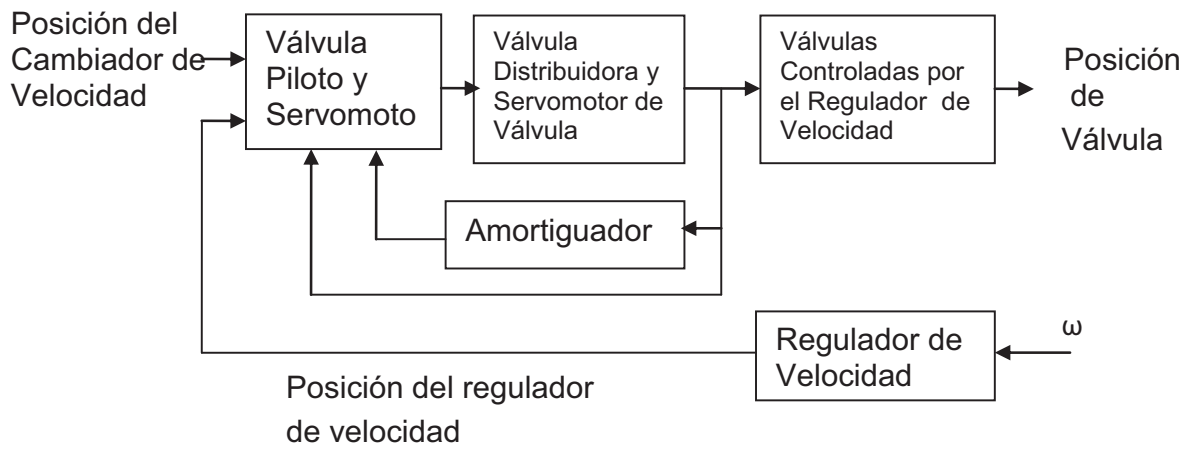 Posición del
Cambiador de
Velocidad
Válvula
Piloto y
Servomoto
Válvula
Distribuidora y
Servomotor de
Válvula
Válvulas
Controladas por
el Regulador de
Velocidad
Posición
de
Válvula
Amortiguador
Regulador de
Velocidad
ω
Posición del regulador
de velocidad